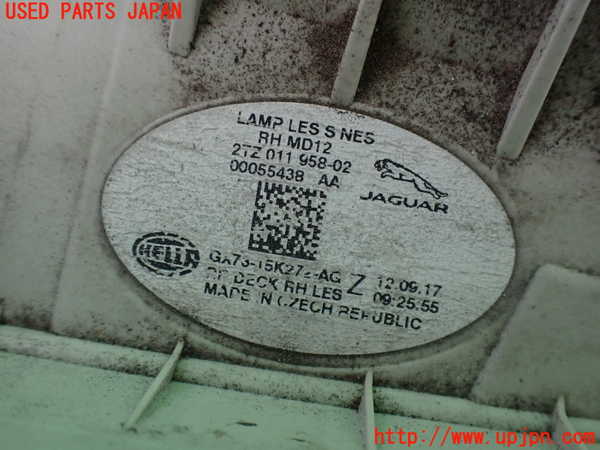 USED PARTS JAPAN
LAMP LES S NES
RH MD12
2TZ 011 958-02
00055438 AA
JAGUAR
HELLA
GX73-15K272-AG Z 12.09.17
DECK RH LES 09:25:55
MADE IN CZECH REPUBLIC
http://www.upjpn.com/